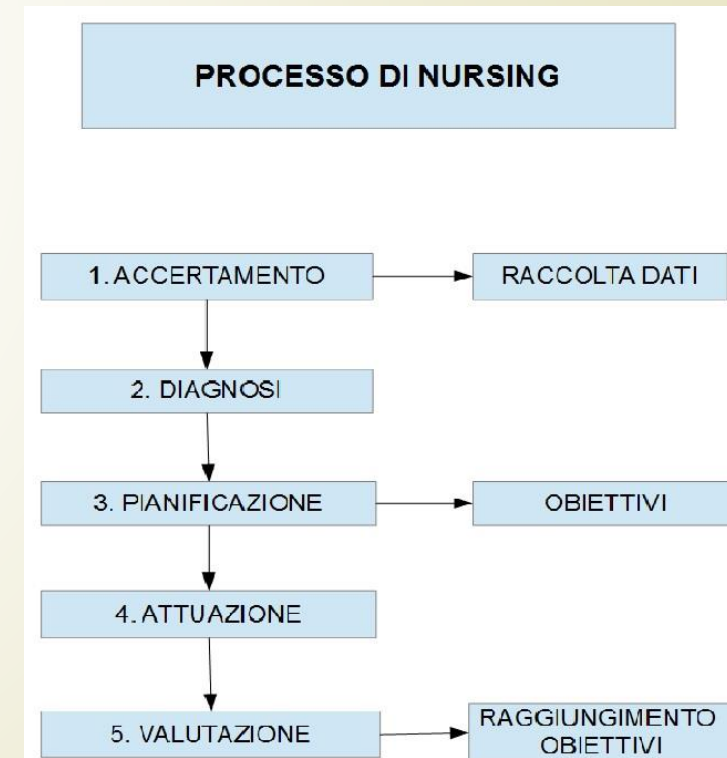 PROCESSO DI NURSING
1. ACCERTAMENTO
RACCOLTA DATI
2. DIAGNOSI
3. PIANIFICAZIONE
OBIETTIVI
4. ATTUAZIONE
5. VALUTAZIONE
RAGGIUNGIMENTO
OBIETTIVI